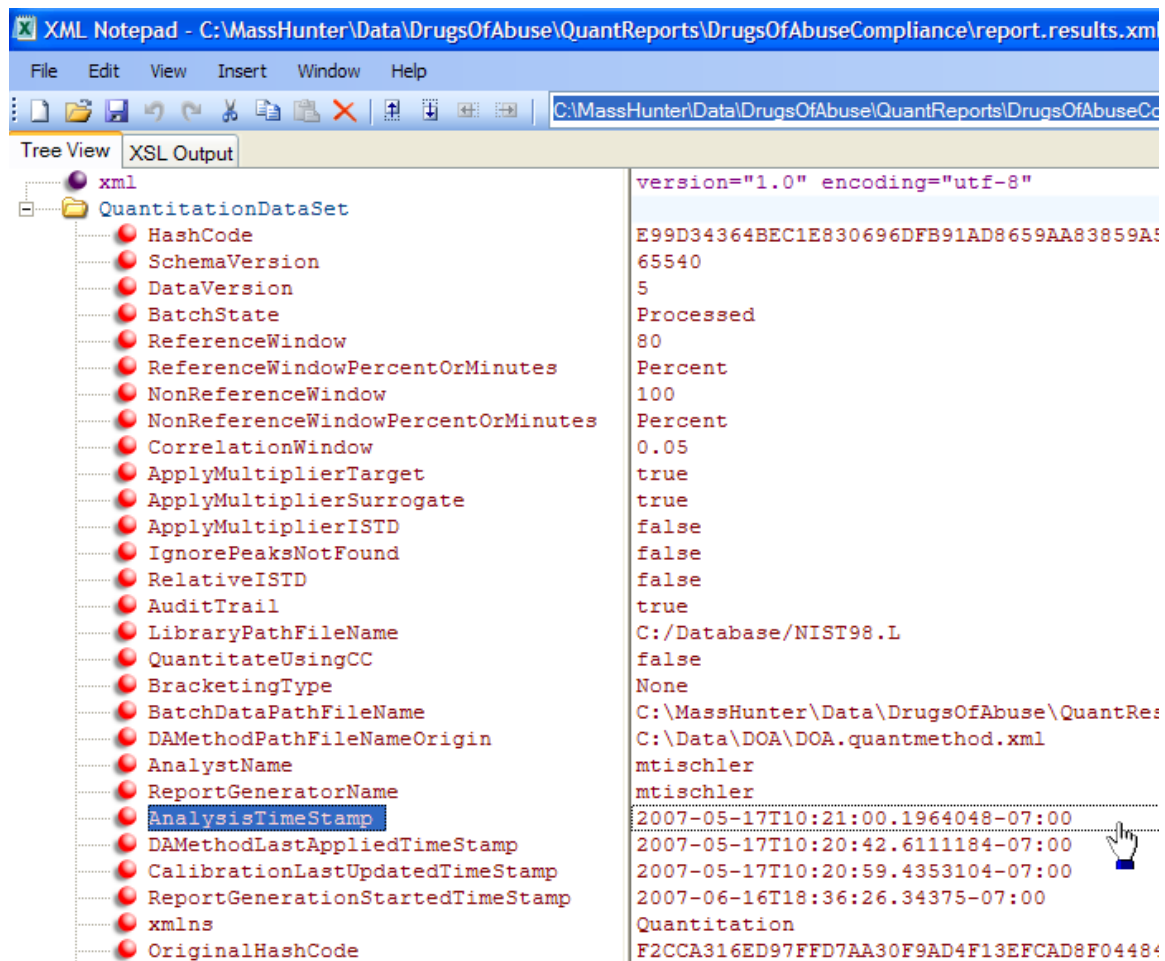 XML Notepad - C:\MassHunter\Data\DrugsOfAbuse\QuantReports\DrugsOfAbuseCompliance\report.results.xml
File Edit View Insert Window Help
C:\MassHunter\Data\DrugsOfAbuse\QuantReports\DrugsOfAbuseCo
Tree View XSL Output
xml version="1.0" encoding="utf-8"
QuantitationDataSet
HashCode E99D34364BEC1E830696DFB91AD8659AA83859A5
SchemaVersion 65540
DataVersion 5
BatchState Processed
ReferenceWindow 80
ReferenceWindowPercentOrMinutes Percent
NonReferenceWindow 100
NonReferenceWindowPercentOrMinutes Percent
CorrelationWindow 0.05
ApplyMultiplierTarget true
ApplyMultiplierSurrogate true
ApplyMultiplierISTD false
IgnorePeaksNotFound false
RelativeISTD false
AuditTrail true
LibraryPathFileName C:/Database/NIST98.L
QuantitateUsingCC false
BracketingType None
BatchDataPathFileName C:\MassHunter\Data\DrugsOfAbuse\QuantRes
DAMethodPathFileNameOrigin C:\Data\DOA\DOA.quantmethod.xml
AnalystName mtischler
ReportGeneratorName mtischler
AnalysisTimeStamp 2007-05-17T10:21:00.1964048-07:00
DAMethodLastAppliedTimeStamp 2007-05-17T10:20:42.6111184-07:00
CalibrationLastUpdatedTimeStamp 2007-05-17T10:20:59.4353104-07:00
ReportGenerationStartedTimeStamp 2007-06-16T18:36:26.34375-07:00
xmlns Quantitation
OriginalHashCode F2CCA316ED97FFD7AA30F9AD4F13EFCAD8F04484